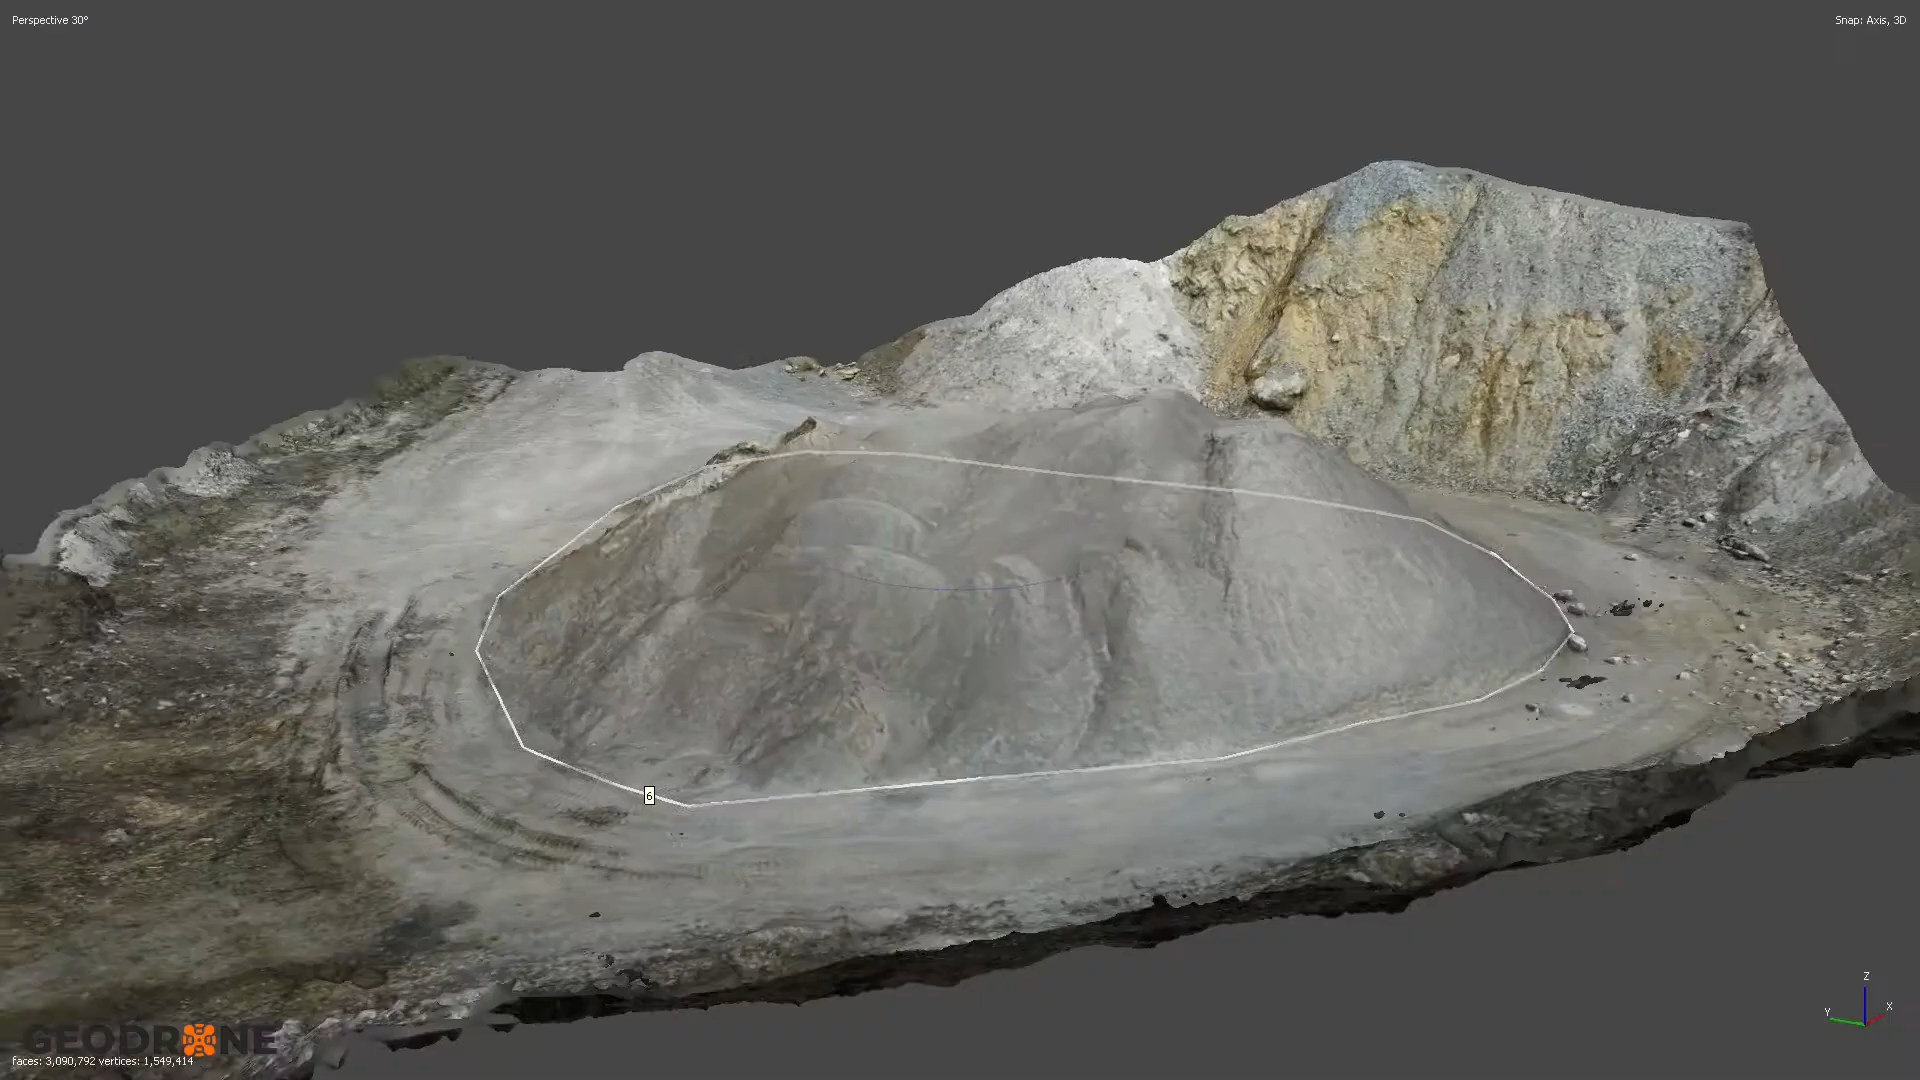 Perspective 30°
Snap: Axis, 3D
6
Z
Y
X
GEODRONE
faces: 3,090,792 vertices: 1,549,414